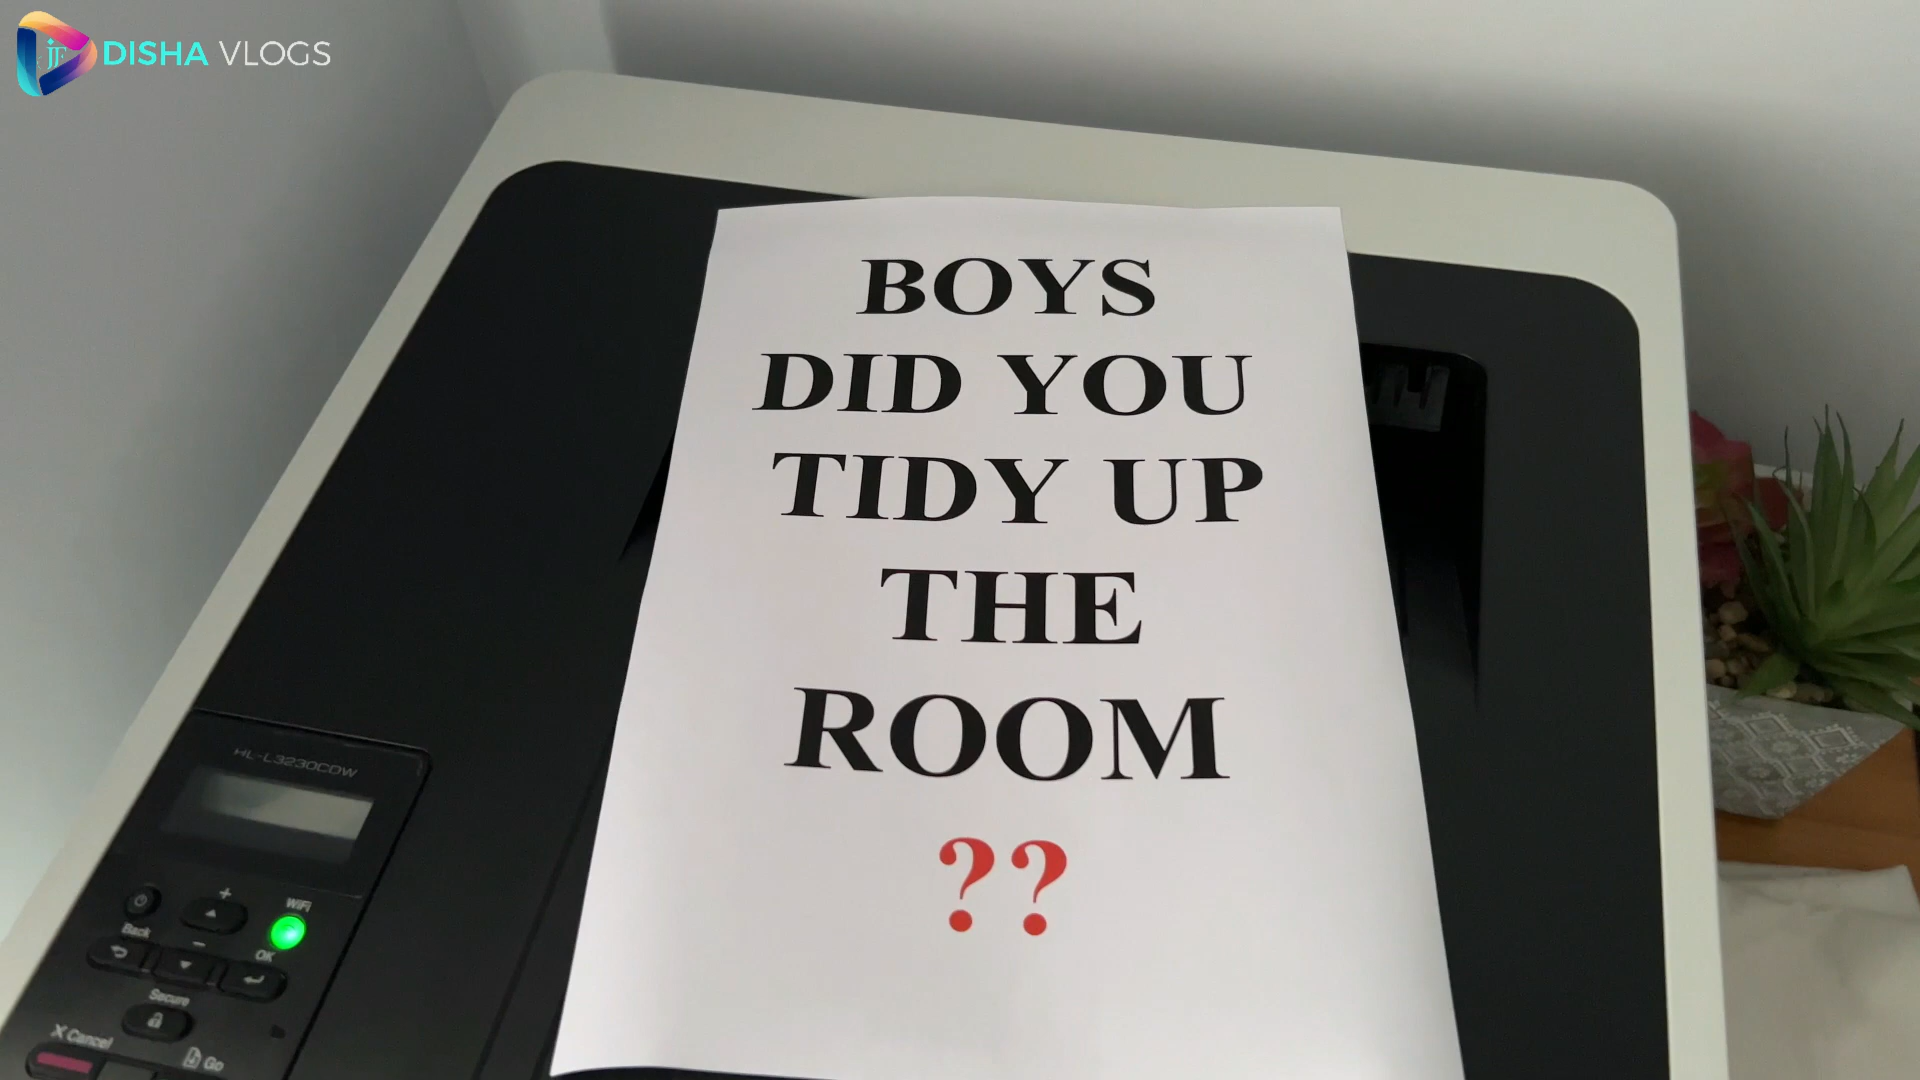 DISHA VLOGS
BOYS
DID YOU
TIDY UP
THE
ROOM
??
HL-L3230CDW
WiFi
Back
OK
Secure
X Cancel
Go